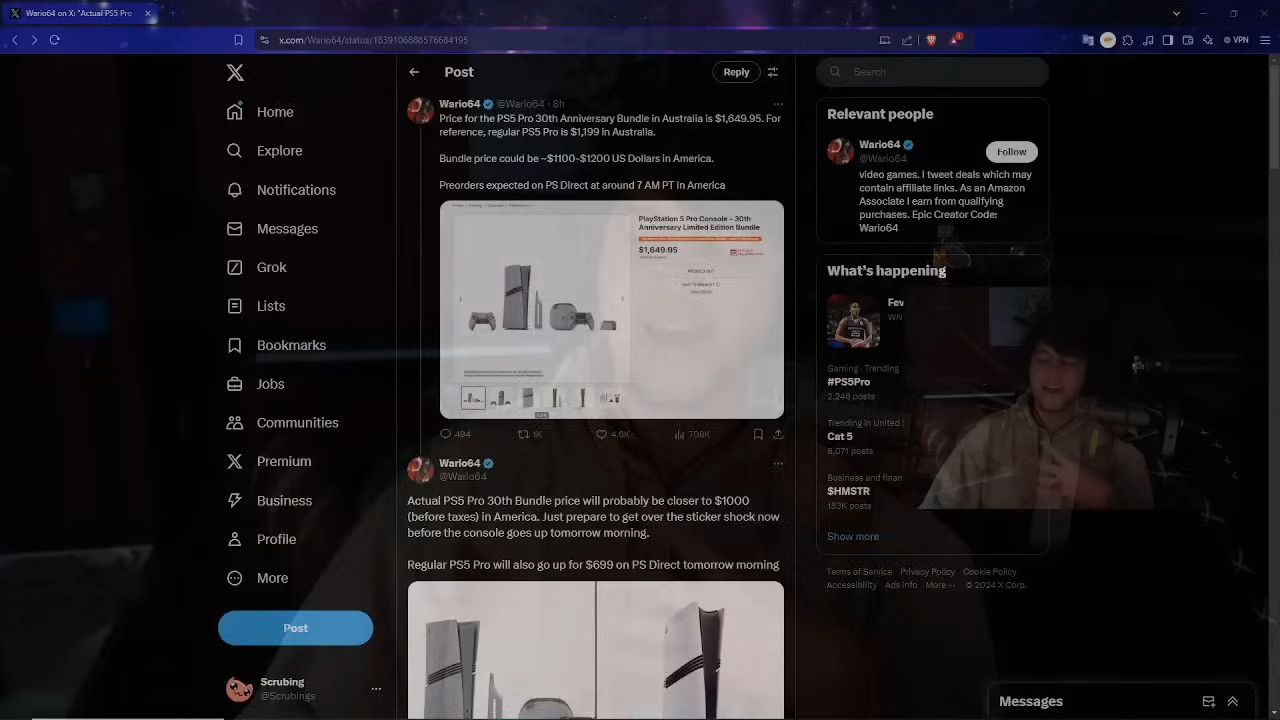 Wario64 on X: "Actual PS5 Pro
x.com/Wario64/status/1839106888576684195
VPN
Home
Explore
Notifications
Messages
Grok
Lists
Bookmarks
Jobs
Communities
Premium
Business
Profile
More
Post
Scrubing
@Scrubings
Post
Reply
Wario64 @Wario64 · 8h
Price for the PS5 Pro 30th Anniversary Bundle in Australia is $1,649.95. For
reference, regular PS5 Pro is $1,199 in Australia.
Bundle price could be ~$1100-$1200 US Dollars in America.
Preorders expected on PS Direct at around 7 AM PT in America
PlayStation 5 Pro Console – 30th
Anniversary Limited Edition Bundle
$1,649.95
494
1K
4.6K
708K
Wario64
@Wario64
Actual PS5 Pro 30th Bundle price will probably be closer to $1000
(before taxes) in America. Just prepare to get over the sticker shock now
before the console goes up tomorrow morning.
Regular PS5 Pro will also go up for $699 on PS Direct tomorrow morning
Search
Relevant people
Wario64
@Wario64
Follow
video games. I tweet deals which may
contain affiliate links. As an Amazon
Associate I earn from qualifying
purchases. Epic Creator Code:
Wario64
What's happening
Fev
WN
Gaming · Trending
#PS5Pro
2,246 posts
Trending in United S
Cat 5
8,071 posts
Business and finan
$HMSTR
153K posts
Show more
Terms of Service Privacy Policy Cookie Policy
Accessibility Ads info More ··· © 2024 X Corp.
Messages